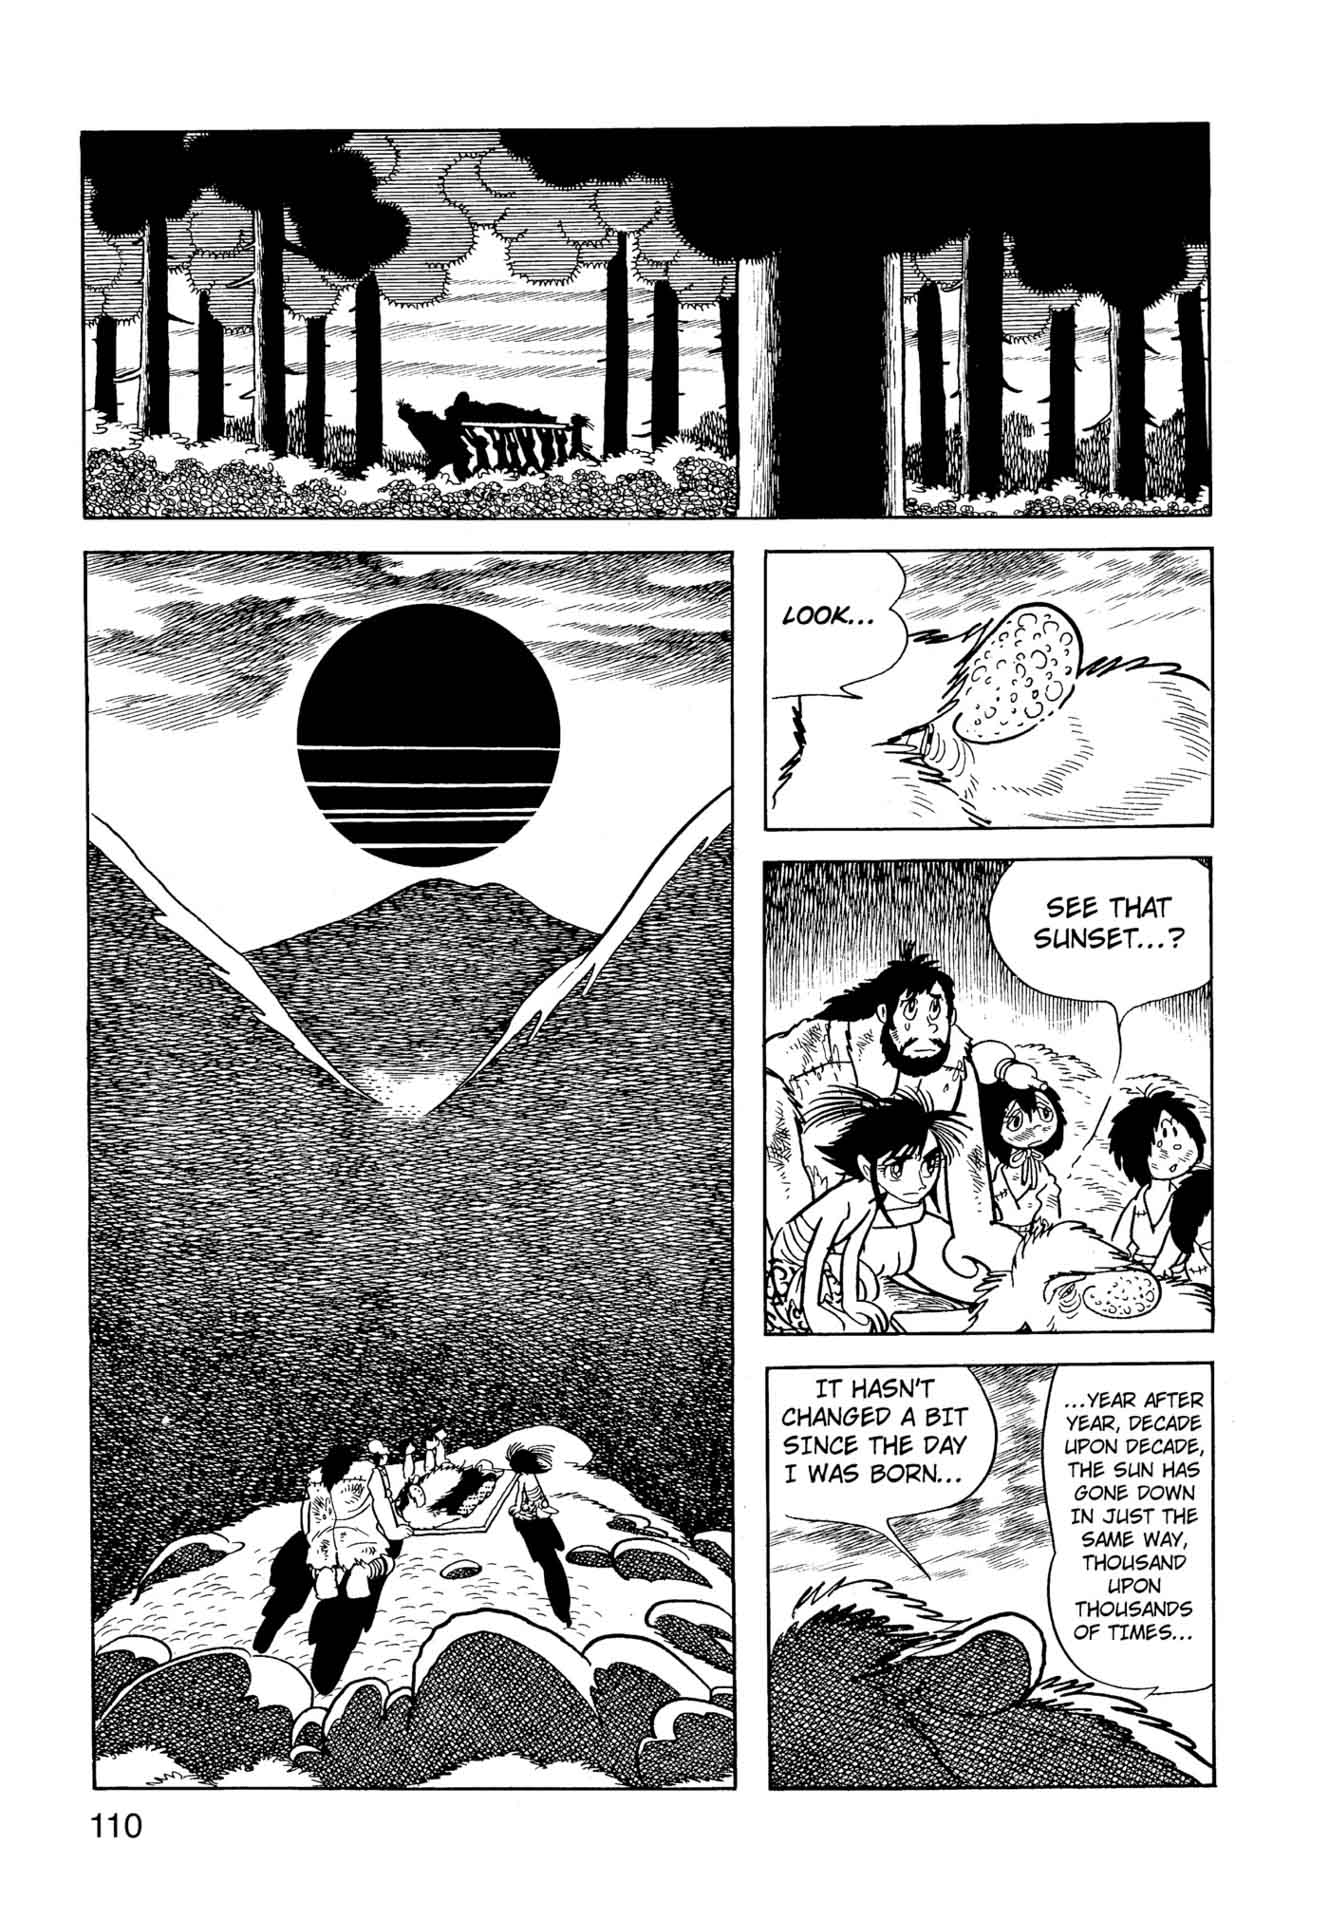 LOOK...
SEE THAT
SUNSET...?
IT HASN'T
CHANGED A BIT
SINCE THE DAY
I WAS BORN...
...YEAR AFTER
YEAR, DECADE
UPON DECADE,
THE SUN HAS
GONE DOWN
IN JUST THE
SAME WAY,
THOUSAND
UPON
THOUSANDS
OF TIMES...
110